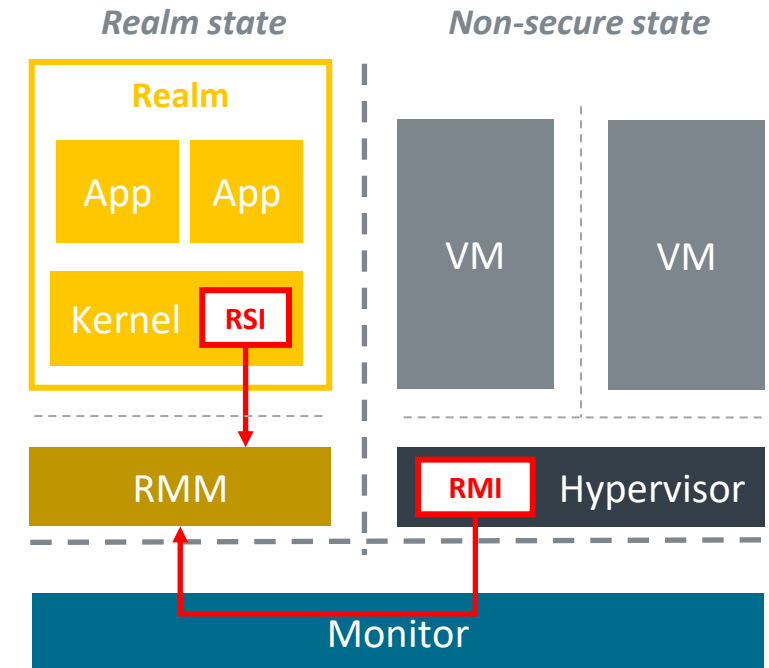 Realm state
Non-secure state
Realm
App
App
Kernel
RSI
VM
VM
RMM
RMI
Hypervisor
Monitor